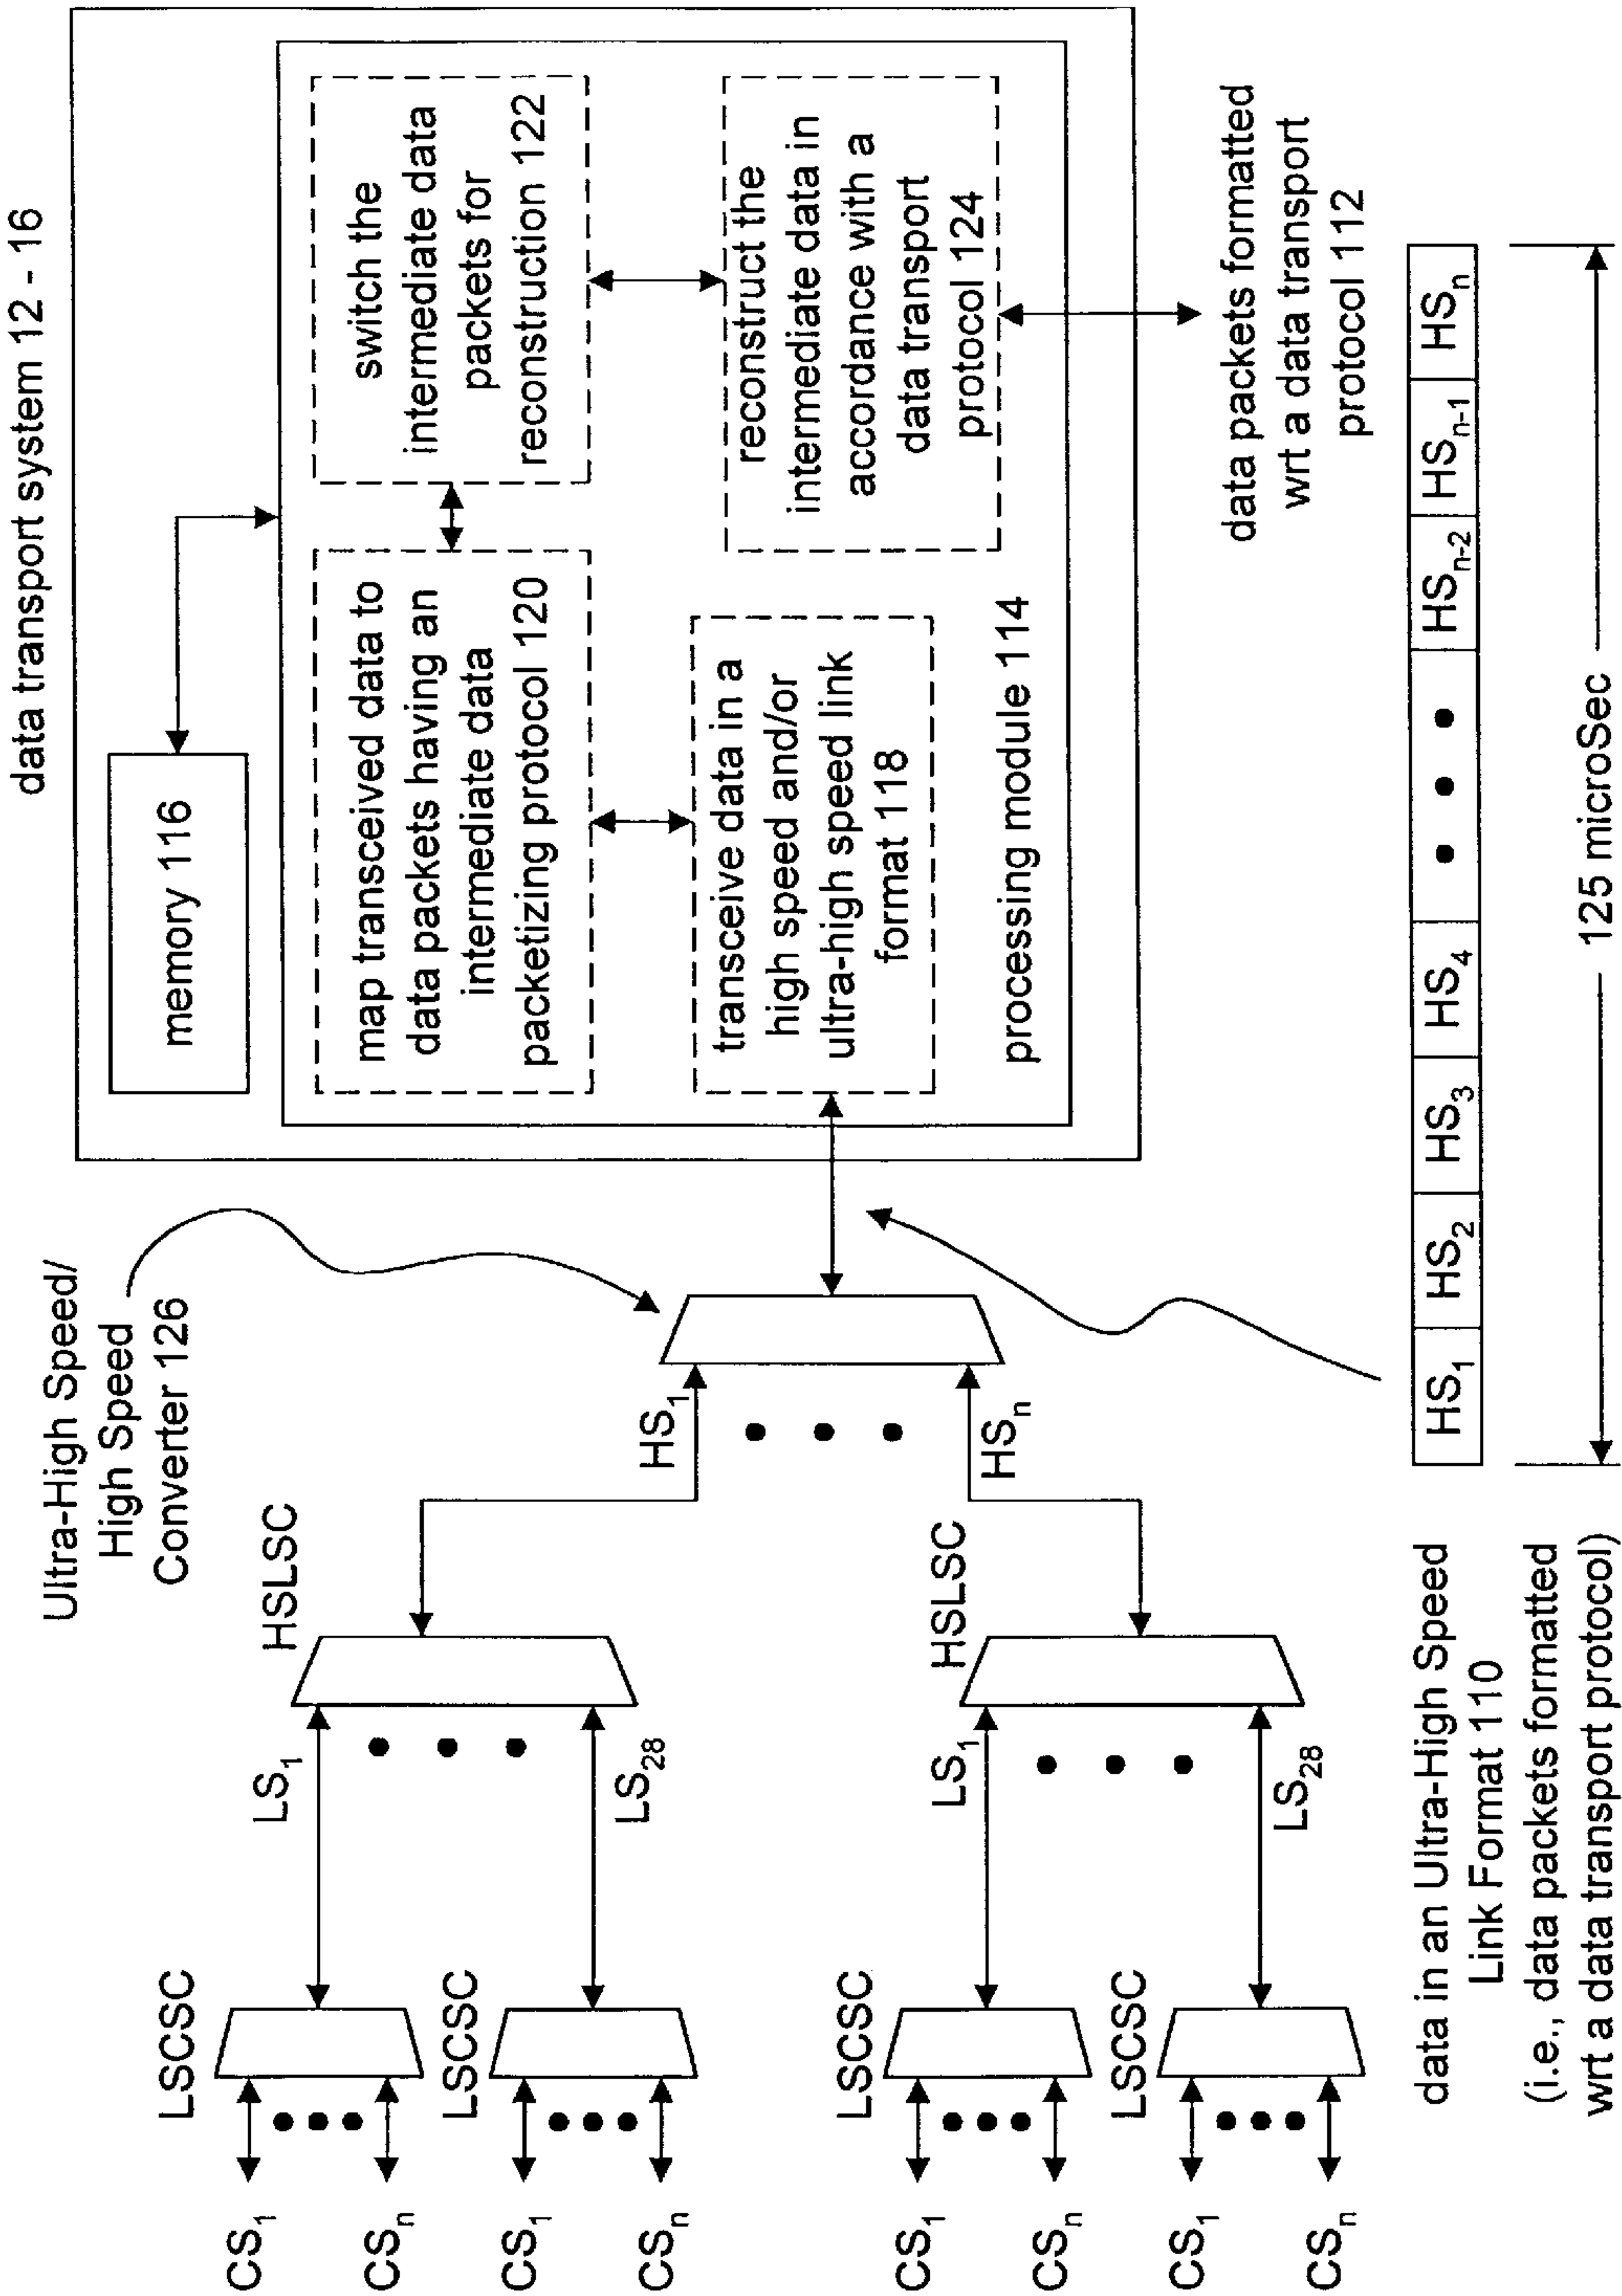 data transport system 12 - 16
memory 116
map transceived data to
data packets having an
intermediate data
packetizing protocol 120
switch the
intermediate data
packets for
reconstruction 122
transceive data in a
high speed and/or
ultra-high speed link
format 118
reconstruct the
intermediate data in
accordance with a
data transport
protocol 124
processing module 114
data packets formatted
wrt a data transport
protocol 112
Ultra-High Speed/
High Speed
Converter 126
HS₁
HSₙ
HSLSC
LS₁
LS₂₈
HSLSC
LS₁
LS₂₈
LSCSC
CS₁
CSₙ
LSCSC
CS₁
CSₙ
LSCSC
CS₁
CSₙ
LSCSC
CS₁
CSₙ
data in an Ultra-High Speed
Link Format 110
(i.e., data packets formatted
wrt a data transport protocol)
HS₁ HS₂ HS₃ HS₄ HSₙ₋₂ HSₙ₋₁ HSₙ
125 microSec